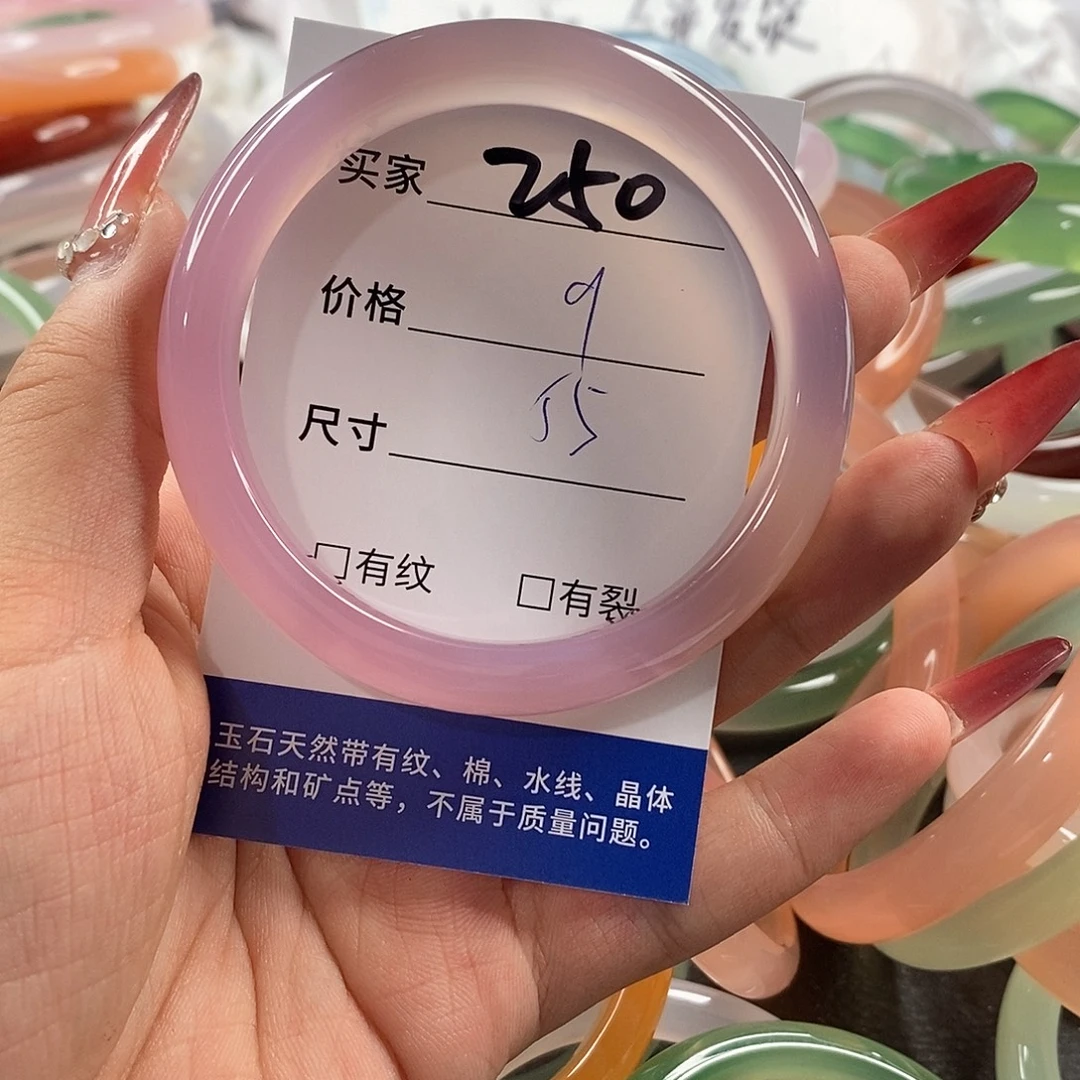 买家 250
价格 9
尺寸 55
□有纹 □有裂
玉石天然带有纹、棉、水线、晶体
结构和矿点等，不属于质量问题。